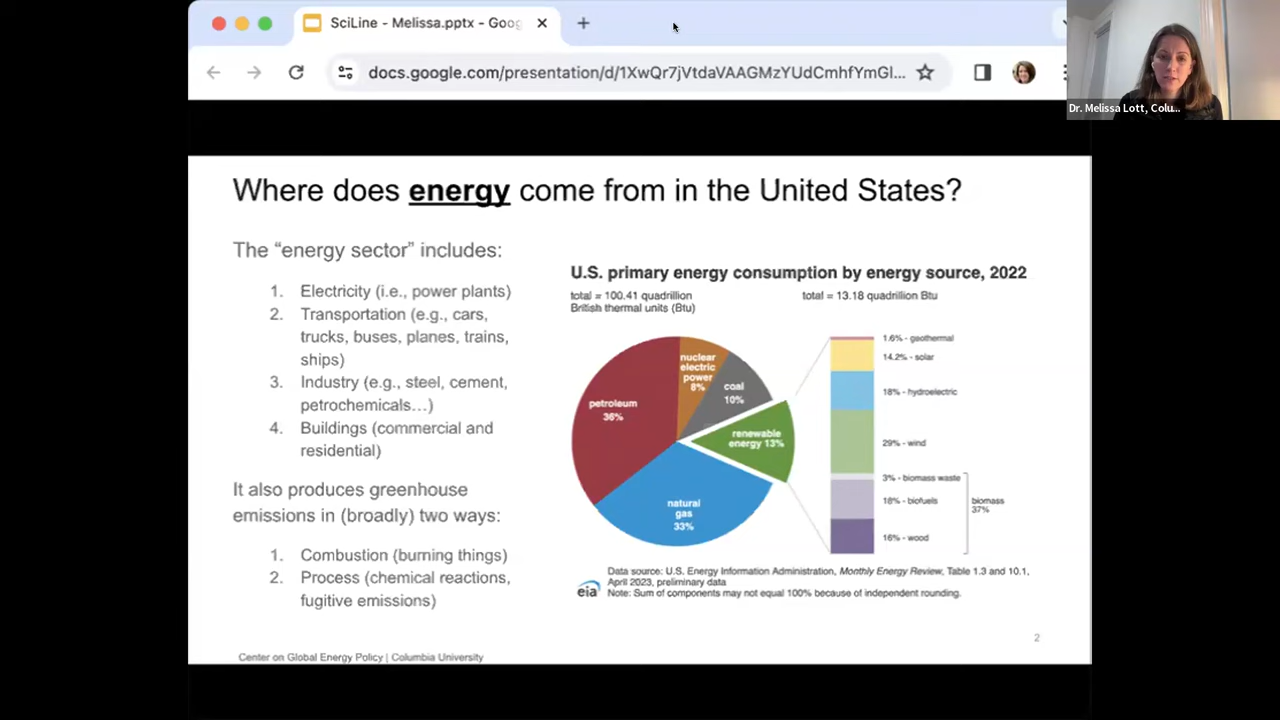 SciLine - Melissa.pptx - Goog
docs.google.com/presentation/d/1XwQr7jVtdaVAAGMzYUdCmhfYmGl...
Dr. Melissa Lott, Colu...
Where does energy come from in the United States?
The “energy sector” includes:
1. Electricity (i.e., power plants)
2. Transportation (e.g., cars,
trucks, buses, planes, trains,
ships)
3. Industry (e.g., steel, cement,
petrochemicals…)
4. Buildings (commercial and
residential)
It also produces greenhouse
emissions in (broadly) two ways:
1. Combustion (burning things)
2. Process (chemical reactions,
fugitive emissions)
U.S. primary energy consumption by energy source, 2022
total = 100.41 quadrillion
British thermal units (Btu)
total = 13.18 quadrillion Btu
nuclear
electric
power
8%
coal
10%
petroleum
36%
renewable
energy 13%
natural
gas
33%
1.6% - geothermal
14.2% - solar
18% - hydroelectric
29% - wind
3% - biomass waste
18% - biofuels
16% - wood
biomass
37%
eia
Data source: U.S. Energy Information Administration, Monthly Energy Review, Table 1.3 and 10.1,
April 2023, preliminary data
Note: Sum of components may not equal 100% because of independent rounding.
2
Center on Global Energy Policy | Columbia University